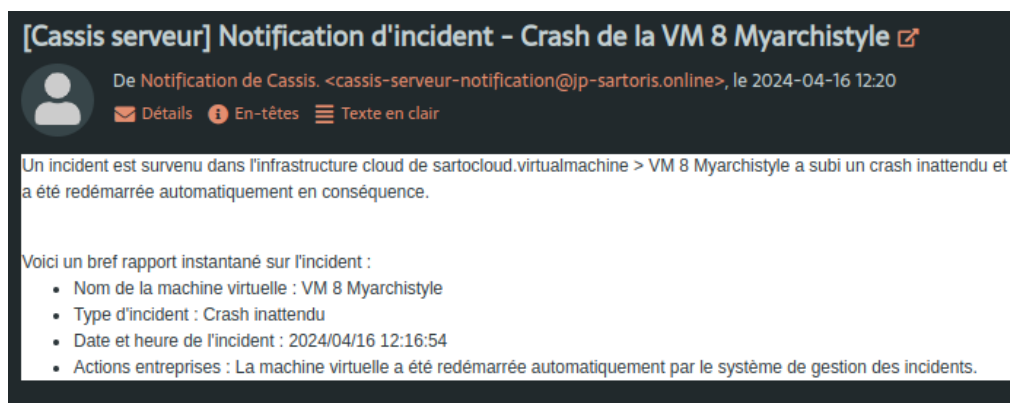 [Cassis serveur] Notification d'incident - Crash de la VM 8 Myarchistyle
De Notification de Cassis. <cassis-serveur-notification@jp-sartoris.online>, le 2024-04-16 12:20
Détails En-têtes Texte en clair
Un incident est survenu dans l'infrastructure cloud de sartocloud.virtualmachine > VM 8 Myarchistyle a subi un crash inattendu et
a été redémarrée automatiquement en conséquence.
Voici un bref rapport instantané sur l'incident :
• Nom de la machine virtuelle : VM 8 Myarchistyle
• Type d'incident : Crash inattendu
• Date et heure de l'incident : 2024/04/16 12:16:54
• Actions entreprises : La machine virtuelle a été redémarrée automatiquement par le système de gestion des incidents.